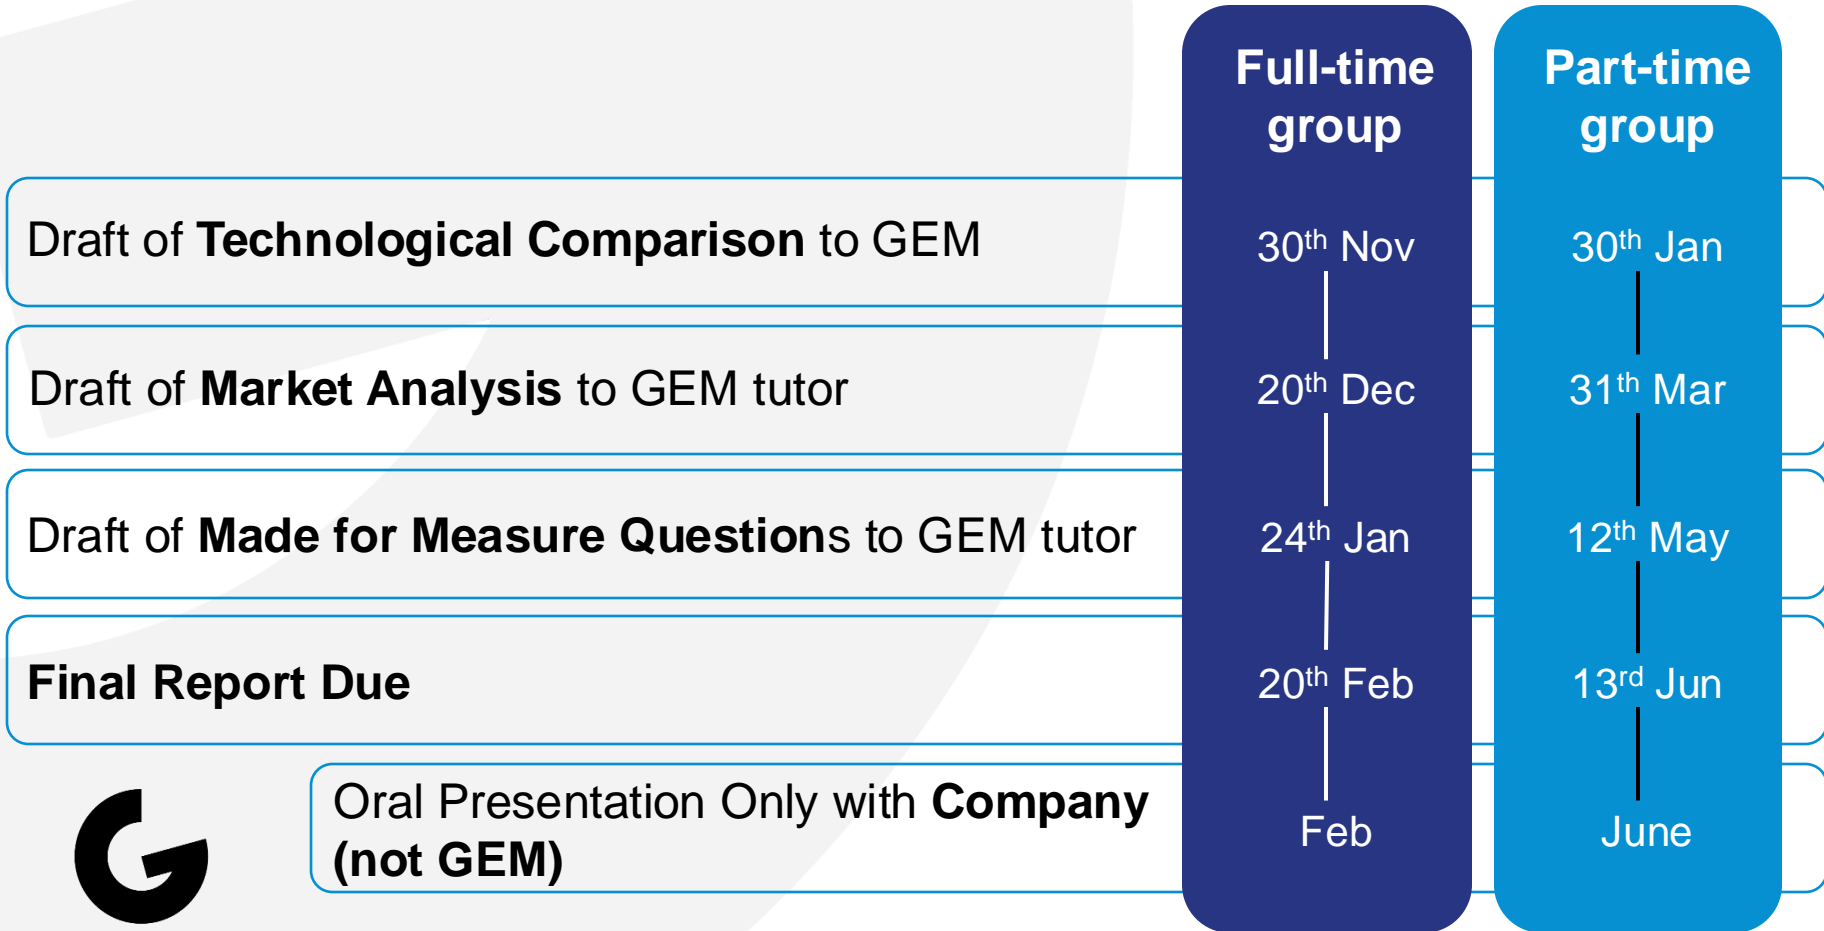 Full-time
group
Part-time
group
Draft of Technological Comparison to GEM
30th Nov
30th Jan
Draft of Market Analysis to GEM tutor
20th Dec
31th Mar
Draft of Made for Measure Questions to GEM tutor
24th Jan
12th May
Final Report Due
20th Feb
13rd Jun
Oral Presentation Only with Company
(not GEM)
Feb
June